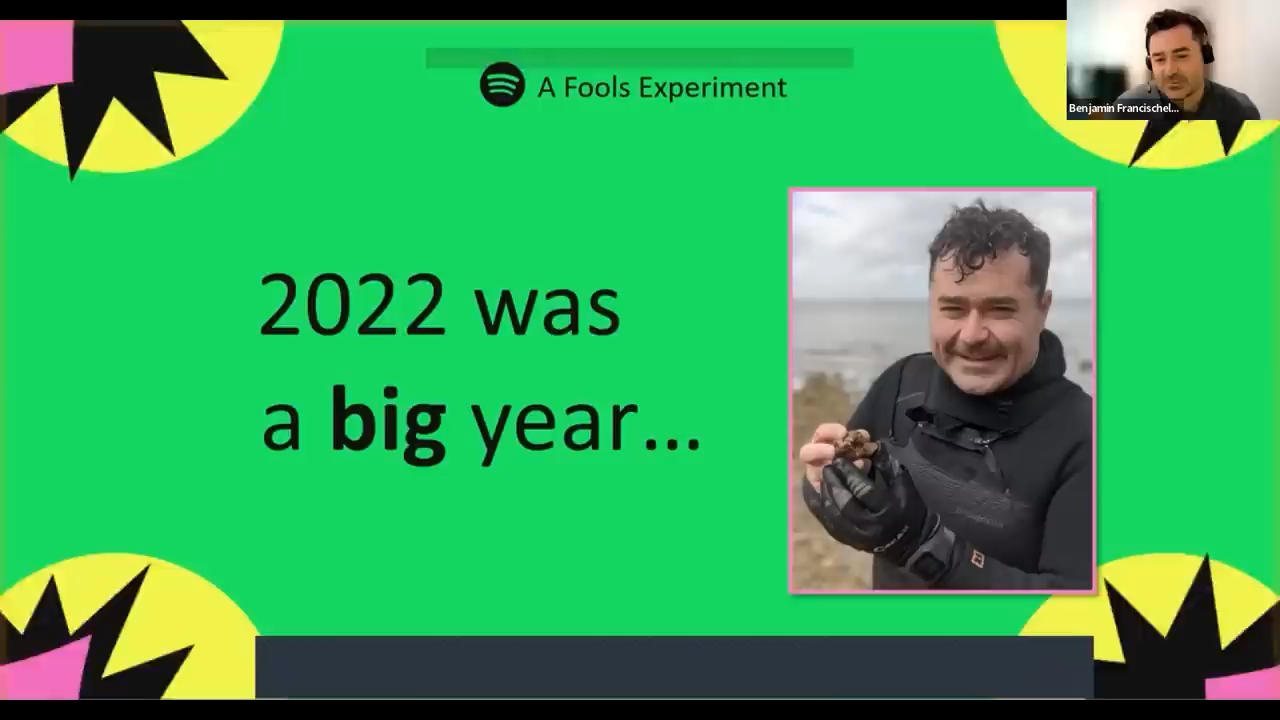 A Fools Experiment
Benjamin Francischel...
2022 was
a big year...